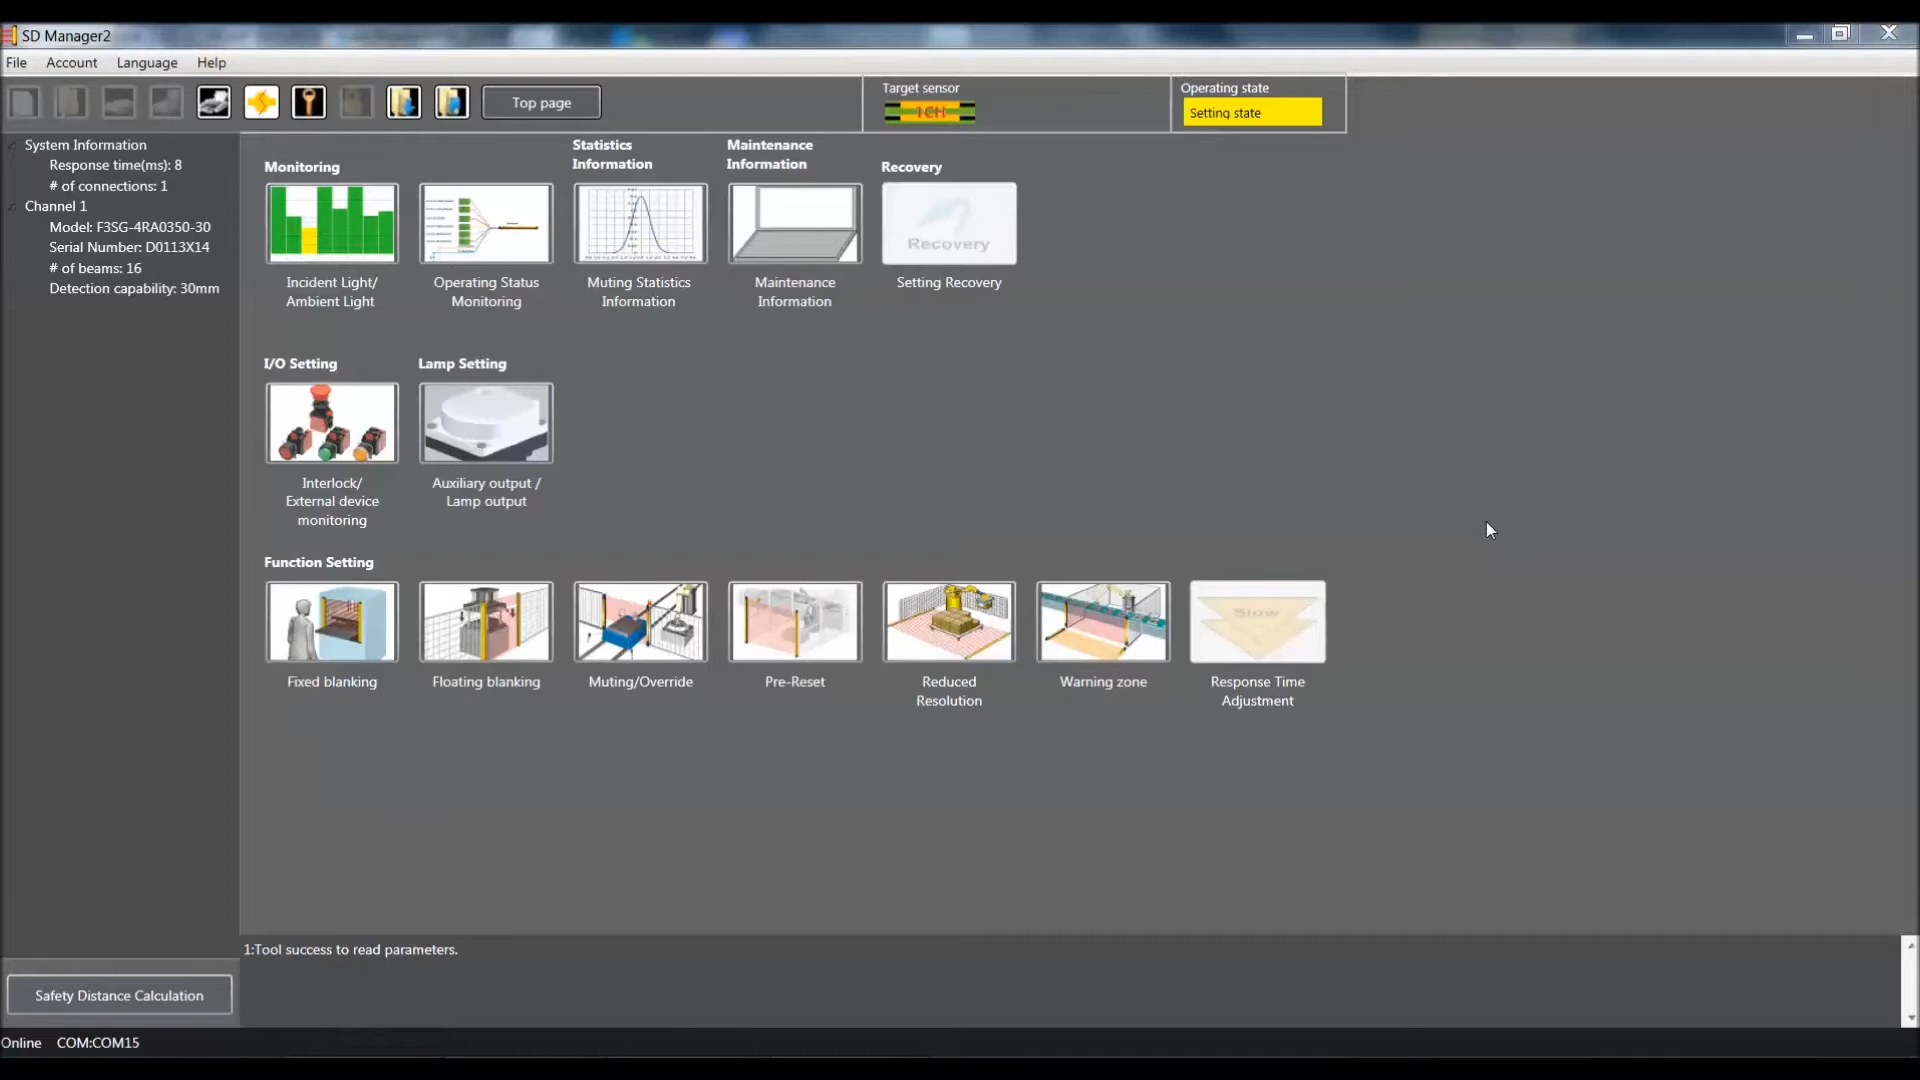 SD Manager2
File Account Language Help
Top page
Target sensor
1CH
Operating state
Setting state
System Information
Response time(ms): 8
# of connections: 1
Channel 1
Model: F3SG-4RA0350-30
Serial Number: D0113X14
# of beams: 16
Detection capability: 30mm
Monitoring
Statistics
Information
Maintenance
Information
Recovery
Recovery
Incident Light/
Ambient Light
Operating Status
Monitoring
Muting Statistics
Information
Maintenance
Information
Setting Recovery
I/O Setting
Lamp Setting
Interlock/
External device
monitoring
Auxiliary output /
Lamp output
Function Setting
Slow
Fixed blanking
Floating blanking
Muting/Override
Pre-Reset
Reduced
Resolution
Warning zone
Response Time
Adjustment
1:Tool success to read parameters.
Safety Distance Calculation
Online COM:COM15